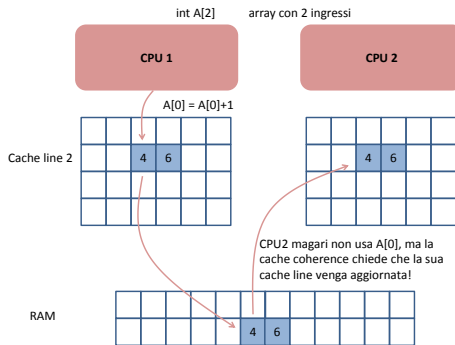 int A[2] array con 2 ingressi
CPU 1 CPU 2
A[0] = A[0]+1
Cache line 2 4 6 4 6
CPU2 magari non usa A[0], ma la
cache coherence chiede che la sua
cache line venga aggiornata!
RAM 4 6